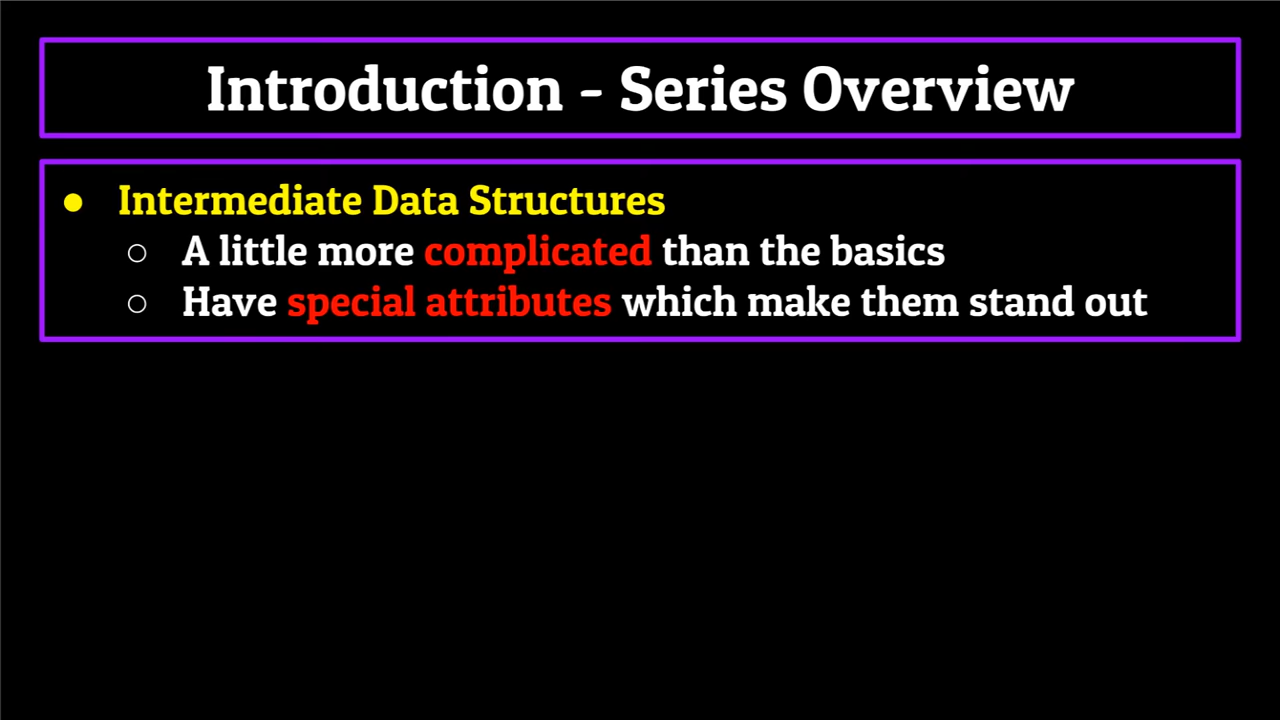 Introduction - Series Overview
● Intermediate Data Structures
○ A little more complicated than the basics
○ Have special attributes which make them stand out